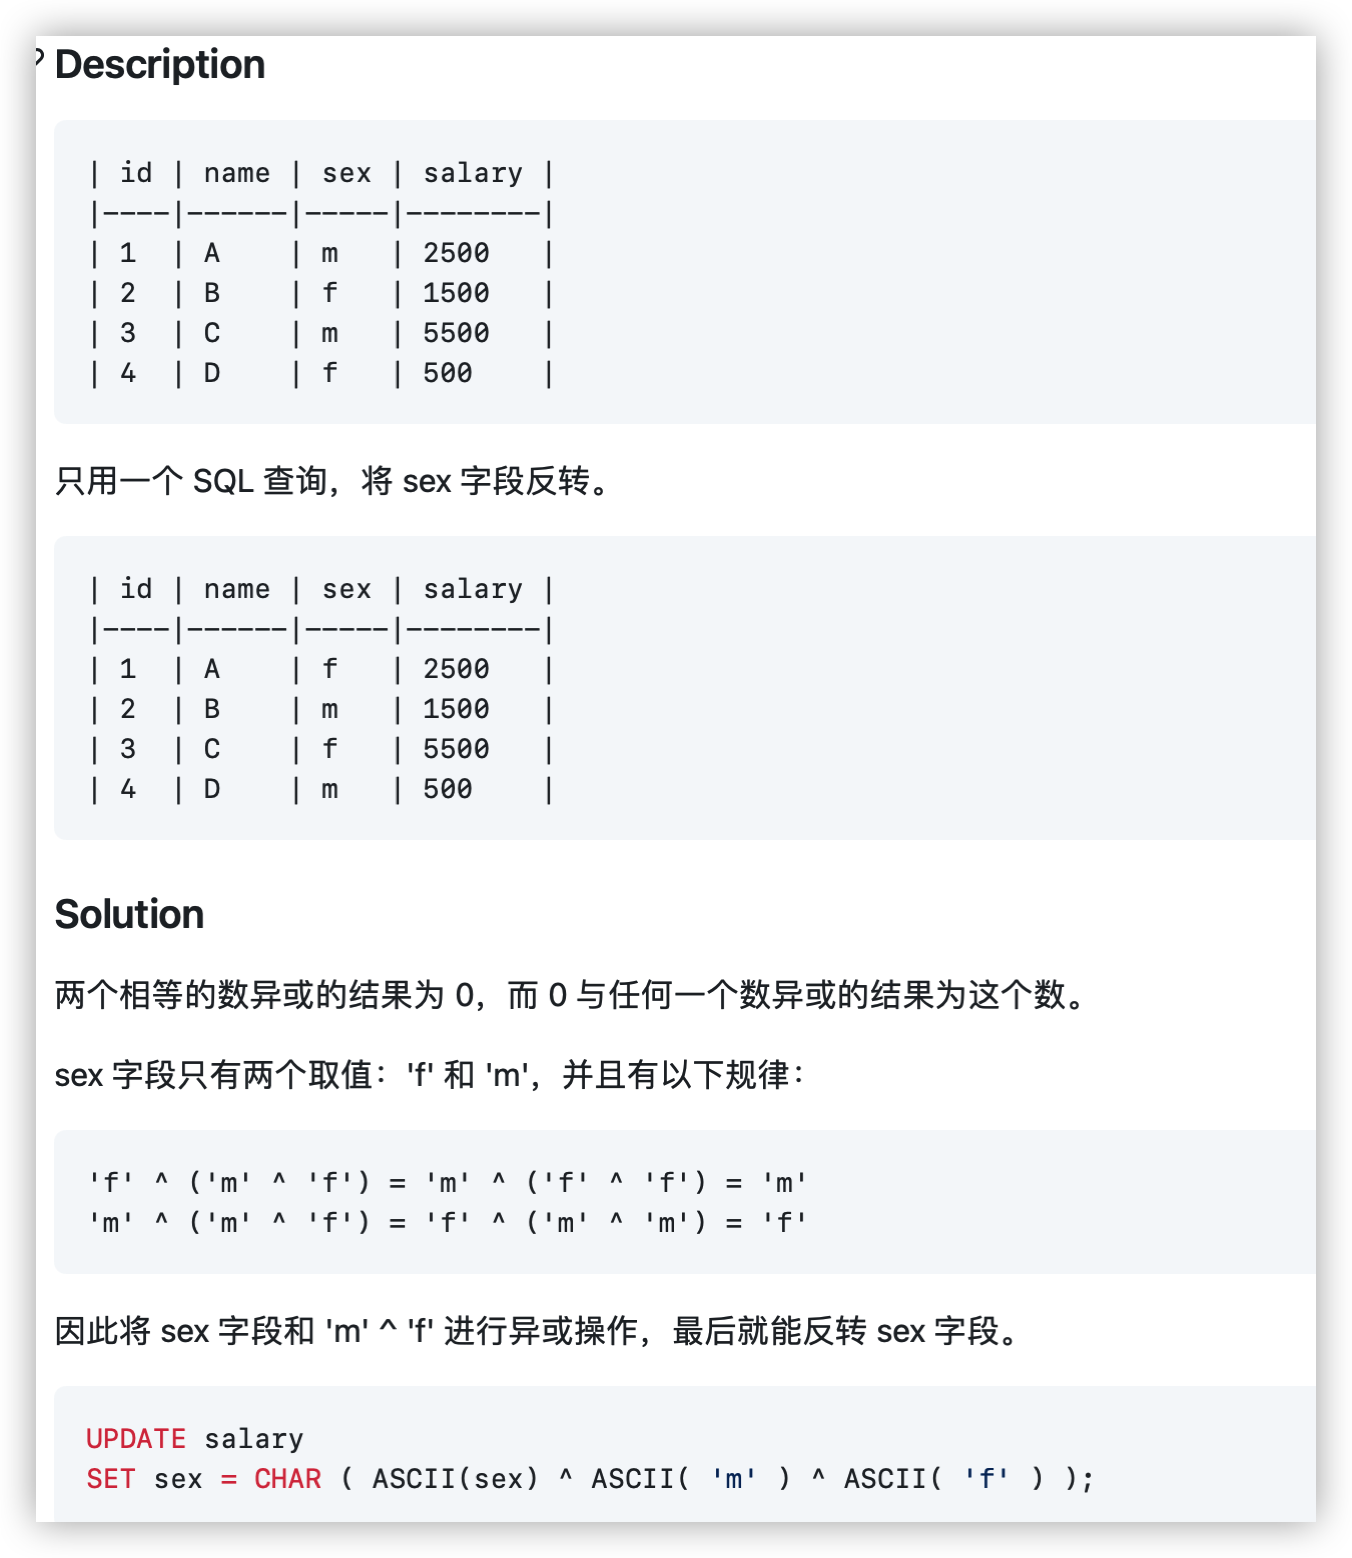 Description
| id | name | sex | salary |
|----|------|-----|--------|
| 1  | A    | m   | 2500   |
| 2  | B    | f   | 1500   |
| 3  | C    | m   | 5500   |
| 4  | D    | f   | 500    |
只用一个 SQL 查询，将 sex 字段反转。
| id | name | sex | salary |
|----|------|-----|--------|
| 1  | A    | f   | 2500   |
| 2  | B    | m   | 1500   |
| 3  | C    | f   | 5500   |
| 4  | D    | m   | 500    |
Solution
两个相等的数异或的结果为 0，而 0 与任何一个数异或的结果为这个数。
sex 字段只有两个取值：'f' 和 'm'，并且有以下规律：
'f' ^ ('m' ^ 'f') = 'm' ^ ('f' ^ 'f') = 'm'
'm' ^ ('m' ^ 'f') = 'f' ^ ('m' ^ 'm') = 'f'
因此将 sex 字段和 'm' ^ 'f' 进行异或操作，最后就能反转 sex 字段。
UPDATE salary
SET sex = CHAR ( ASCII(sex) ^ ASCII( 'm' ) ^ ASCII( 'f' ) );